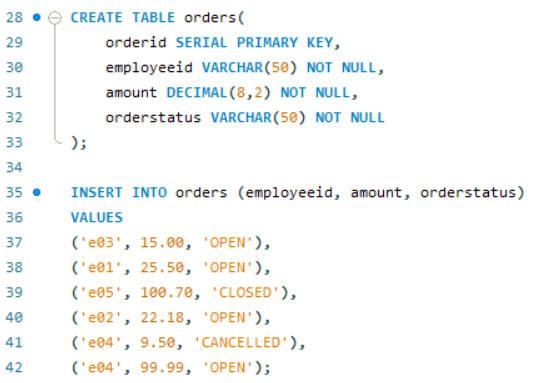 28 CREATE TABLE orders(
29 orderid SERIAL PRIMARY KEY,
30 employeeid VARCHAR(50) NOT NULL,
31 amount DECIMAL(8,2) NOT NULL,
32 orderstatus VARCHAR(50) NOT NULL
33 );
34
35 INSERT INTO orders (employeeid, amount, orderstatus)
36 VALUES
37 ('e03', 15.00, 'OPEN'),
38 ('e01', 25.50, 'OPEN'),
39 ('e05', 100.70, 'CLOSED'),
40 ('e02', 22.18, 'OPEN'),
41 ('e04', 9.50, 'CANCELLED'),
42 ('e04', 99.99, 'OPEN');